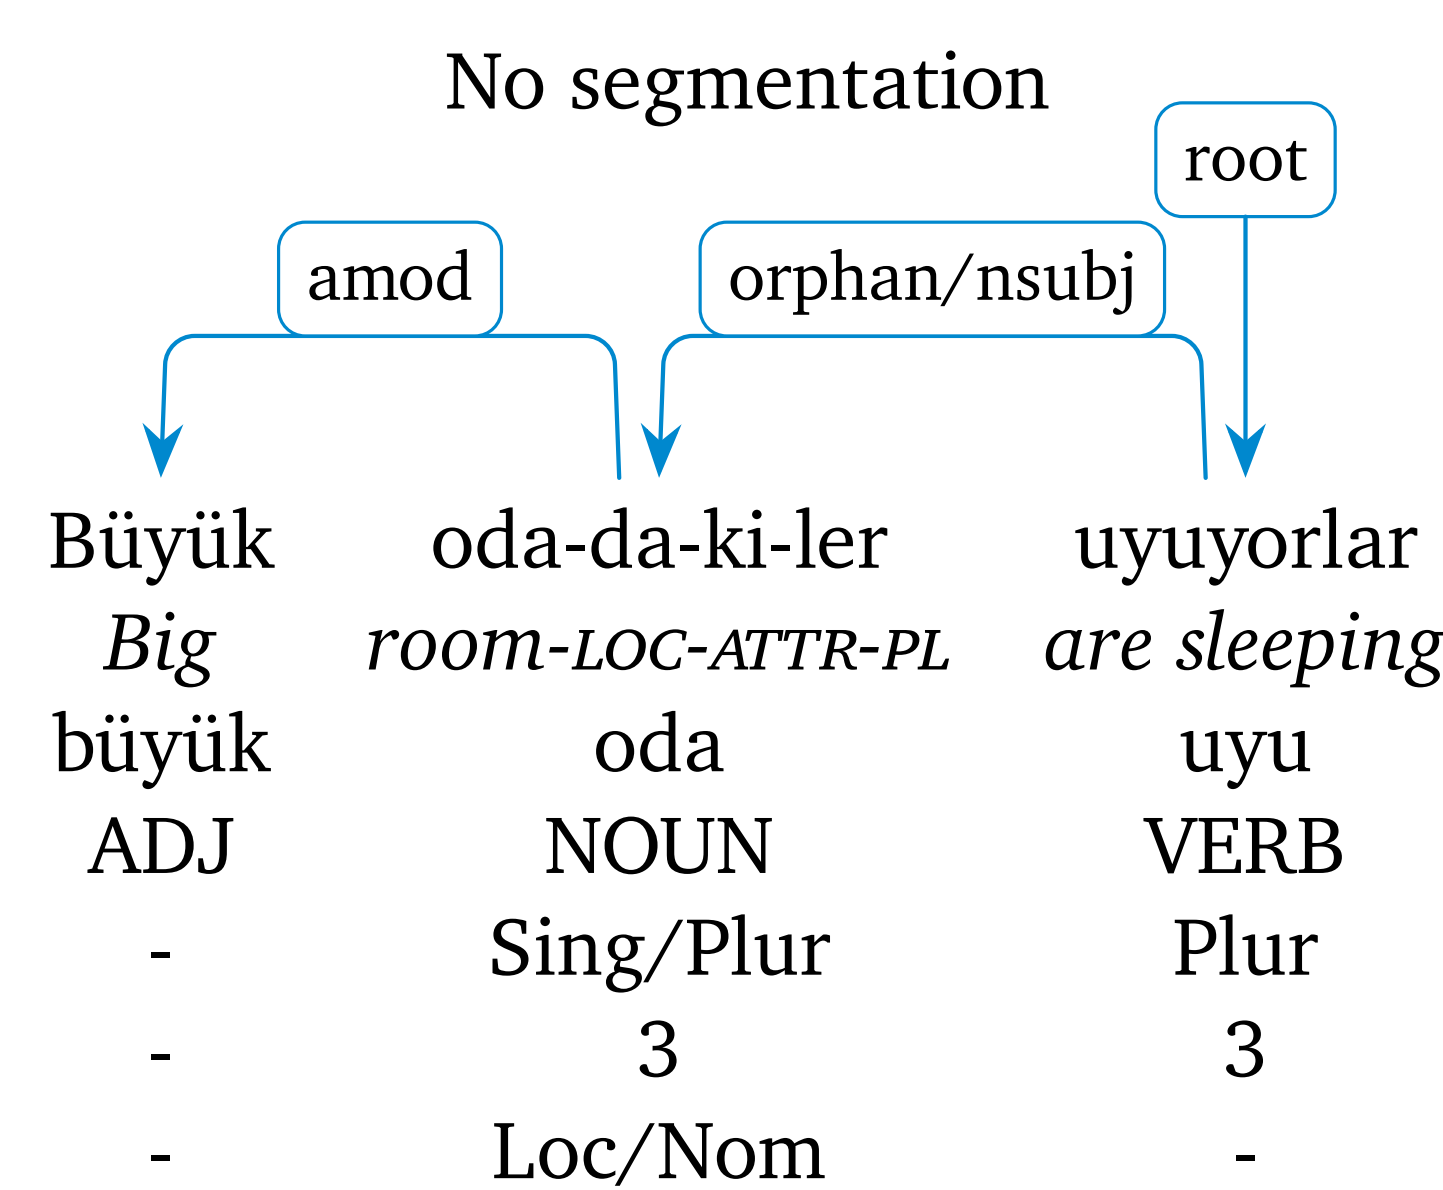 No segmentation
root
amod orphan/nsubj
Büyük oda-da-ki-ler uyuyorlar
Big room-LOC-ATTR-PL are sleeping
büyük oda uyu
ADJ NOUN VERB
- Sing/Plur Plur
- 3 3
- Loc/Nom -